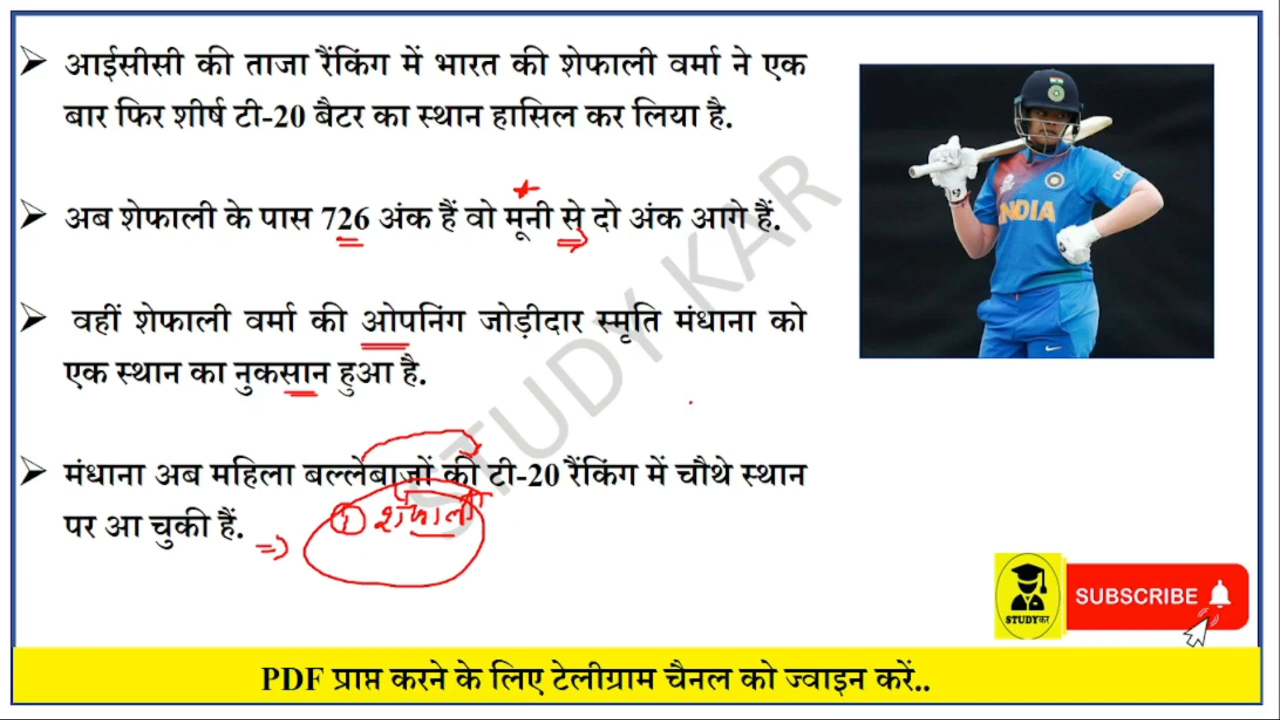 आईसीसी की ताजा रैंकिंग में भारत की शेफाली वर्मा ने एक
बार फिर शीर्ष टी-20 बैटर का स्थान हासिल कर लिया है.
अब शेफाली के पास 726 अंक हैं वो मूनी से दो अंक आगे हैं.
वहीं शेफाली वर्मा की ओपनिंग जोड़ीदार स्मृति मंधाना को
एक स्थान का नुकसान हुआ है.
मंधाना अब महिला बल्लेबाजों की टी-20 रैंकिंग में चौथे स्थान
पर आ चुकी हैं.
1 शेफाली
STUDY KAR
INDIA
STUDYकर
SUBSCRIBE
PDF प्राप्त करने के लिए टेलीग्राम चैनल को ज्वाइन करें..